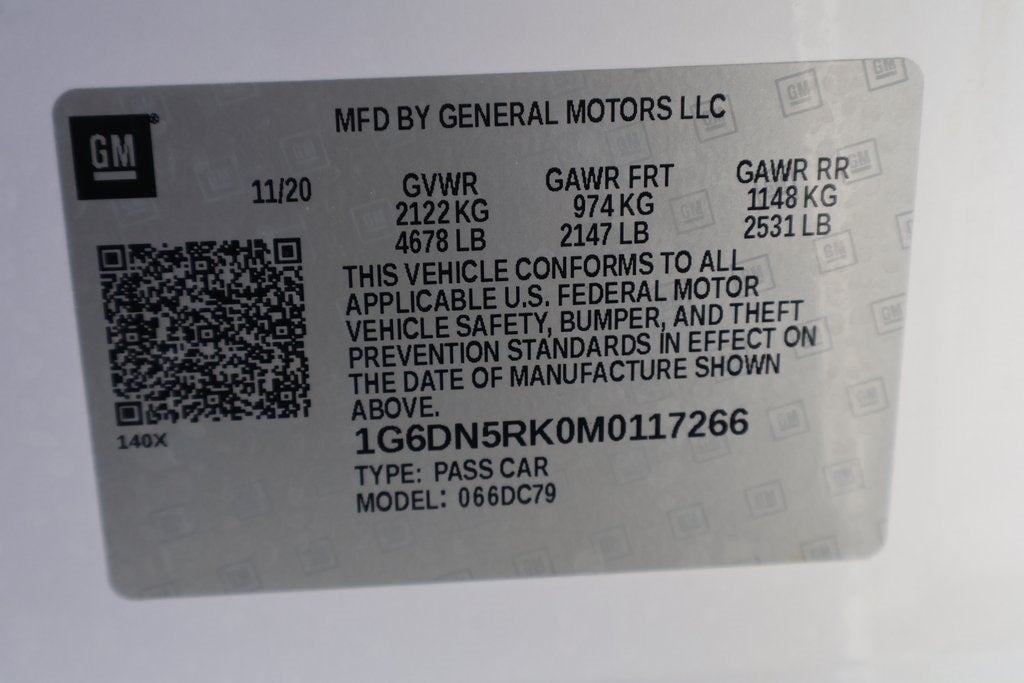 GM
MFD BY GENERAL MOTORS LLC
11/20
GVWR GAWR FRT GAWR RR
2122 KG 974 KG 1148 KG
4678 LB 2147 LB 2531 LB
THIS VEHICLE CONFORMS TO ALL
APPLICABLE U.S. FEDERAL MOTOR
VEHICLE SAFETY, BUMPER, AND THEFT
PREVENTION STANDARDS IN EFFECT ON
THE DATE OF MANUFACTURE SHOWN
ABOVE.
140X
1G6DN5RK0M0117266
TYPE: PASS CAR
MODEL: 066DC79